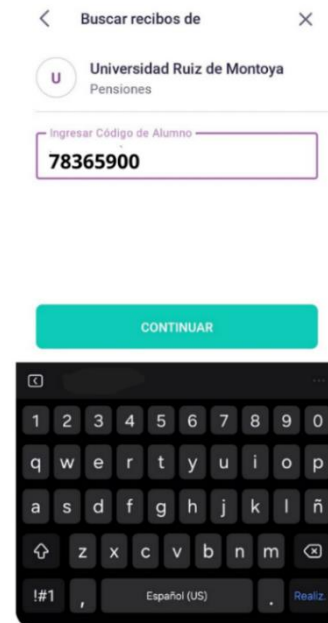 Buscar recibos de
U
Universidad Ruiz de Montoya
Pensiones
Ingresar Código de Alumno
78365900
CONTINUAR
1 2 3 4 5 6 7 8 9 0
q w e r t y u i o p
a s d f g h j k l ñ
z x c v b n m
!#1 , Español (US) . Realiz.